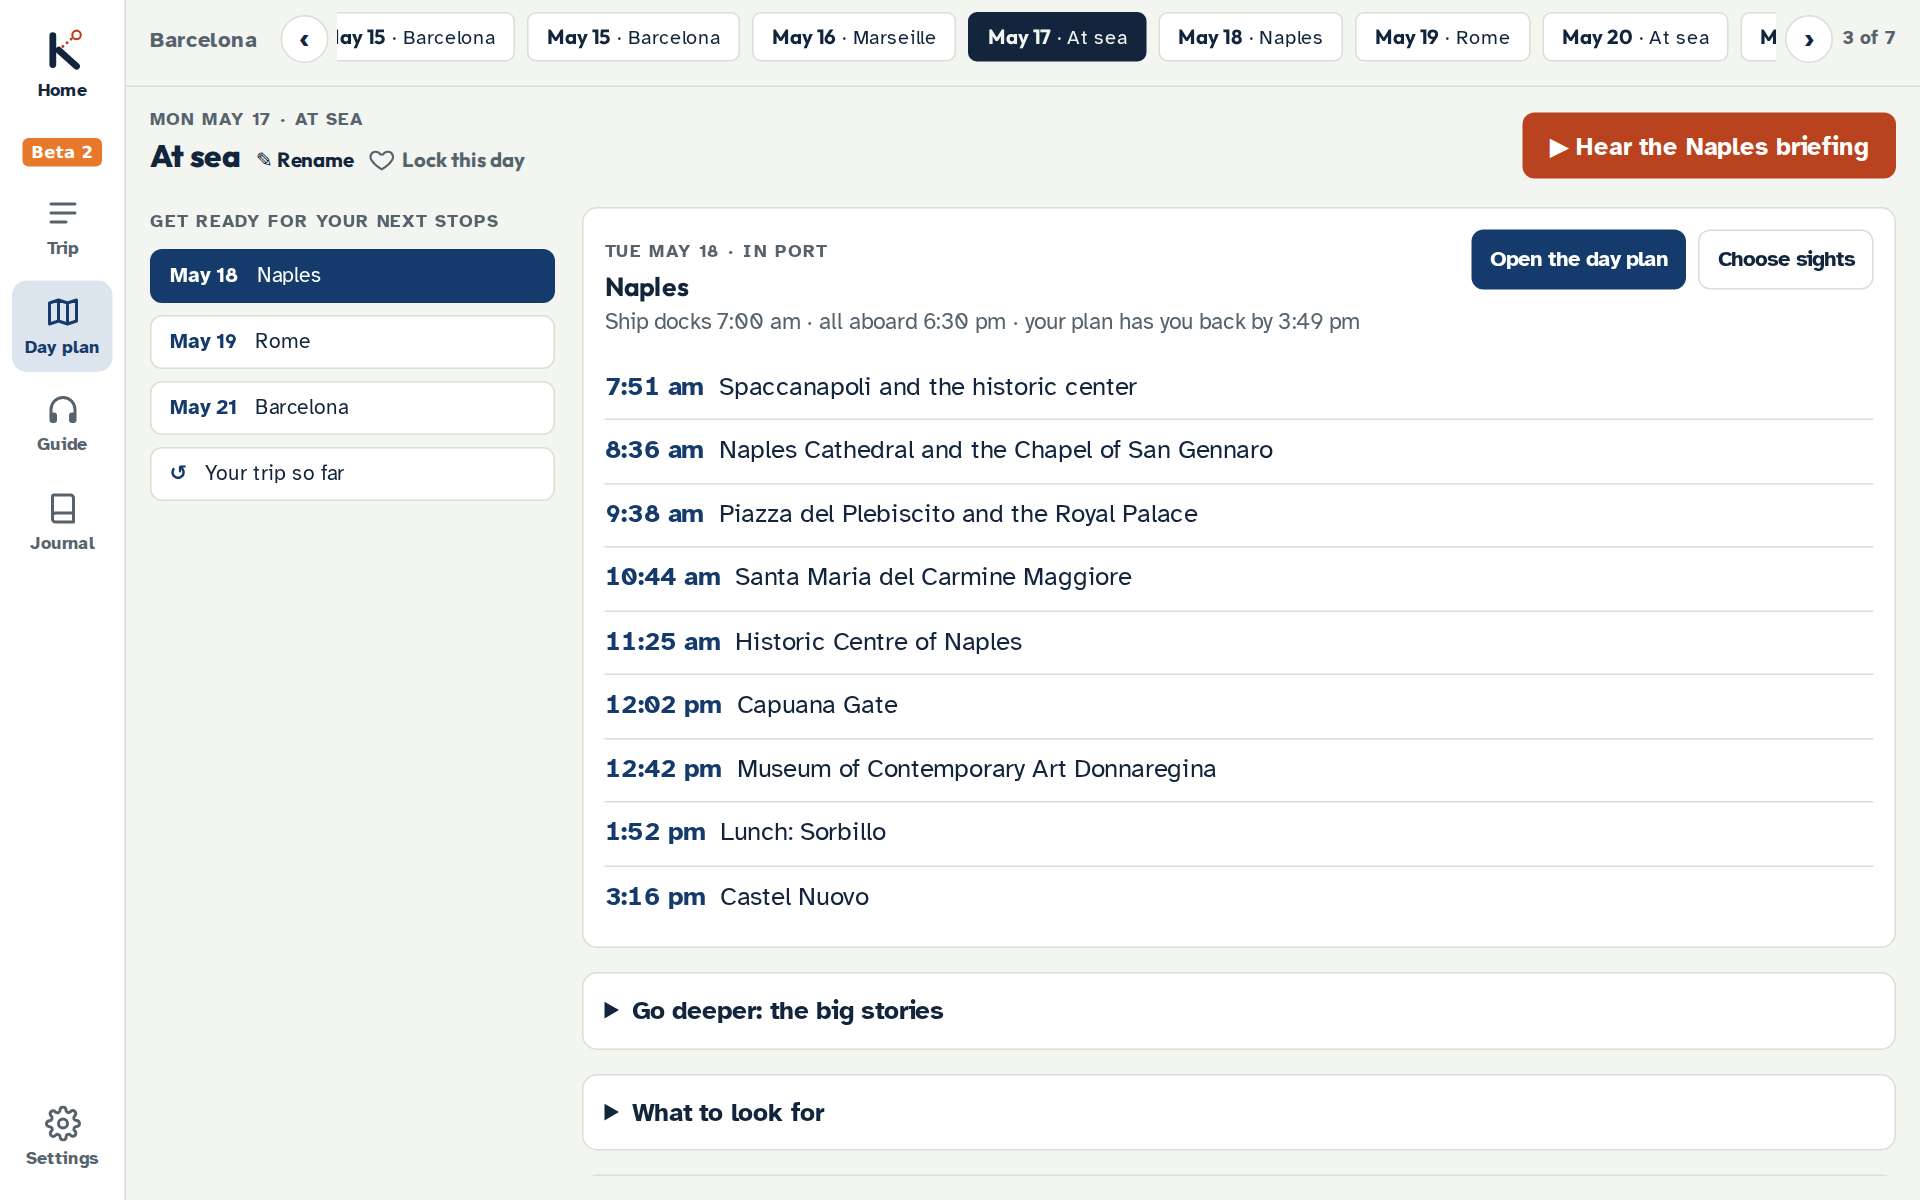 Home
Beta 2
Trip
Day plan
Guide
Journal
Settings
Barcelona
‹
ay 15 · Barcelona
May 15 · Barcelona
May 16 · Marseille
May 17 · At sea
May 18 · Naples
May 19 · Rome
May 20 · At sea
M
›
3 of 7
MON MAY 17 · AT SEA
At sea ✎ Rename ♡ Lock this day
▶ Hear the Naples briefing
GET READY FOR YOUR NEXT STOPS
May 18 Naples
May 19 Rome
May 21 Barcelona
↺ Your trip so far
TUE MAY 18 · IN PORT
Naples
Ship docks 7:00 am · all aboard 6:30 pm · your plan has you back by 3:49 pm
Open the day plan
Choose sights
7:51 am Spaccanapoli and the historic center
8:36 am Naples Cathedral and the Chapel of San Gennaro
9:38 am Piazza del Plebiscito and the Royal Palace
10:44 am Santa Maria del Carmine Maggiore
11:25 am Historic Centre of Naples
12:02 pm Capuana Gate
12:42 pm Museum of Contemporary Art Donnaregina
1:52 pm Lunch: Sorbillo
3:16 pm Castel Nuovo
▶ Go deeper: the big stories
▶ What to look for